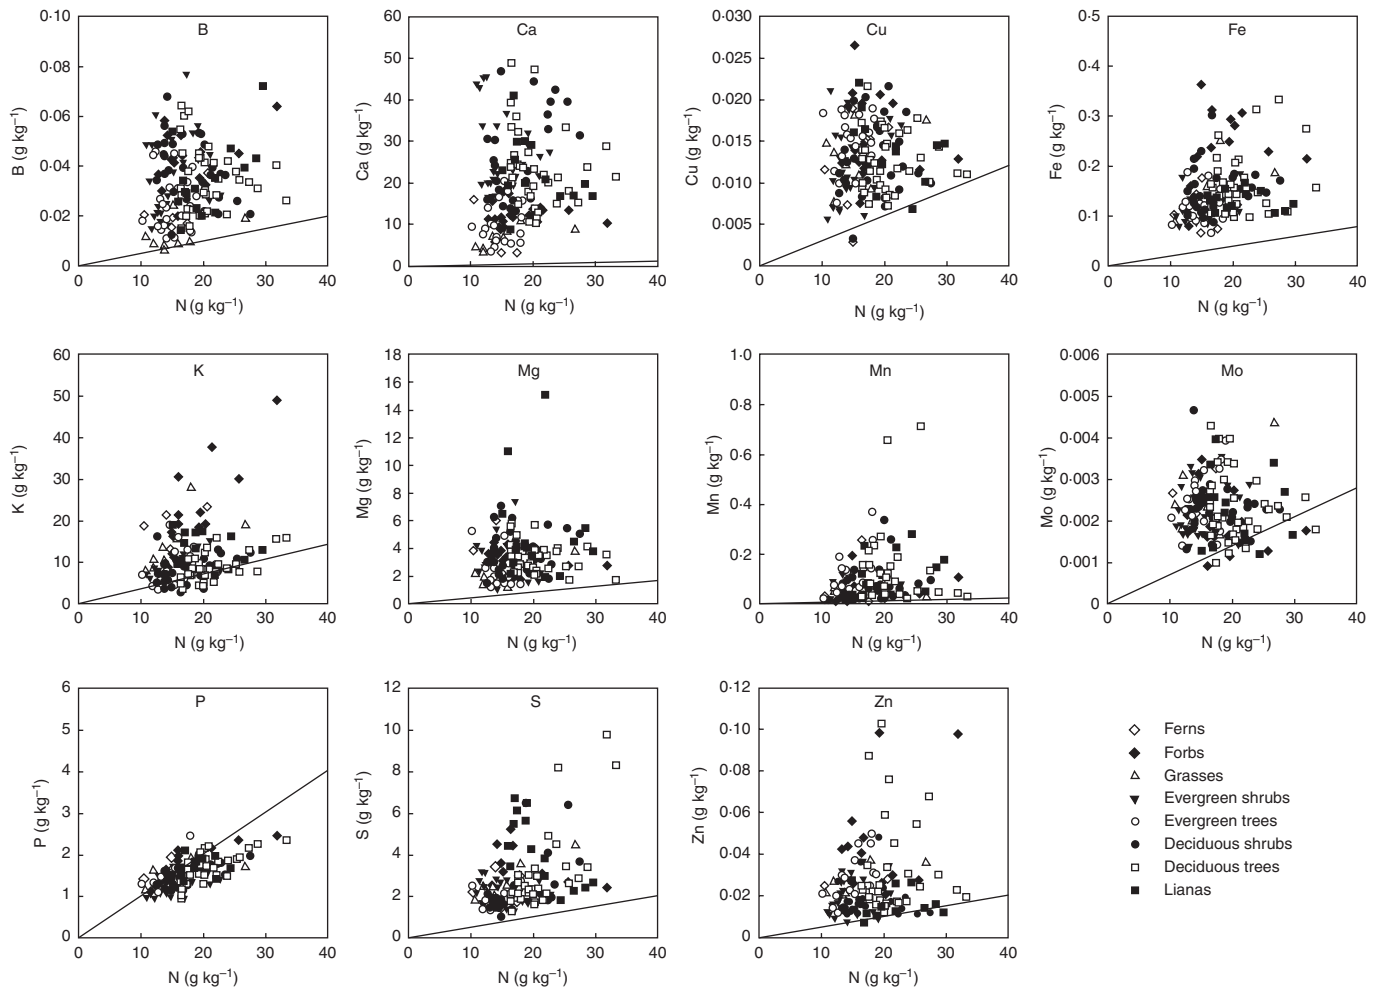 B
B (g kg⁻¹)
0·10
0·08
0·06
0·04
0·02
0
0 10 20 30 40
N (g kg⁻¹)
Ca
Ca (g kg⁻¹)
60
50
40
30
20
10
0
0 10 20 30 40
N (g kg⁻¹)
Cu
Cu (g kg⁻¹)
0·030
0·025
0·020
0·015
0·010
0·005
0
0 10 20 30 40
N (g kg⁻¹)
Fe
Fe (g kg⁻¹)
0·5
0·4
0·3
0·2
0·1
0
0 10 20 30 40
N (g kg⁻¹)
K
K (g kg⁻¹)
60
50
40
30
20
10
0
0 10 20 30 40
N (g kg⁻¹)
Mg
Mg (g kg⁻¹)
18
16
14
12
10
8
6
4
2
0
0 10 20 30 40
N (g kg⁻¹)
Mn
Mn (g kg⁻¹)
1·0
0·8
0·6
0·4
0·2
0
0 10 20 30 40
N (g kg⁻¹)
Mo
Mo (g kg⁻¹)
0·006
0·005
0·004
0·003
0·002
0·001
0
0 10 20 30 40
N (g kg⁻¹)
P
P (g kg⁻¹)
6
5
4
3
2
1
0
0 10 20 30 40
N (g kg⁻¹)
S
S (g kg⁻¹)
12
10
8
6
4
2
0
0 10 20 30 40
N (g kg⁻¹)
Zn
Zn (g kg⁻¹)
0·12
0·10
0·08
0·06
0·04
0·02
0
0 10 20 30 40
N (g kg⁻¹)
Ferns
Forbs
Grasses
Evergreen shrubs
Evergreen trees
Deciduous shrubs
Deciduous trees
Lianas